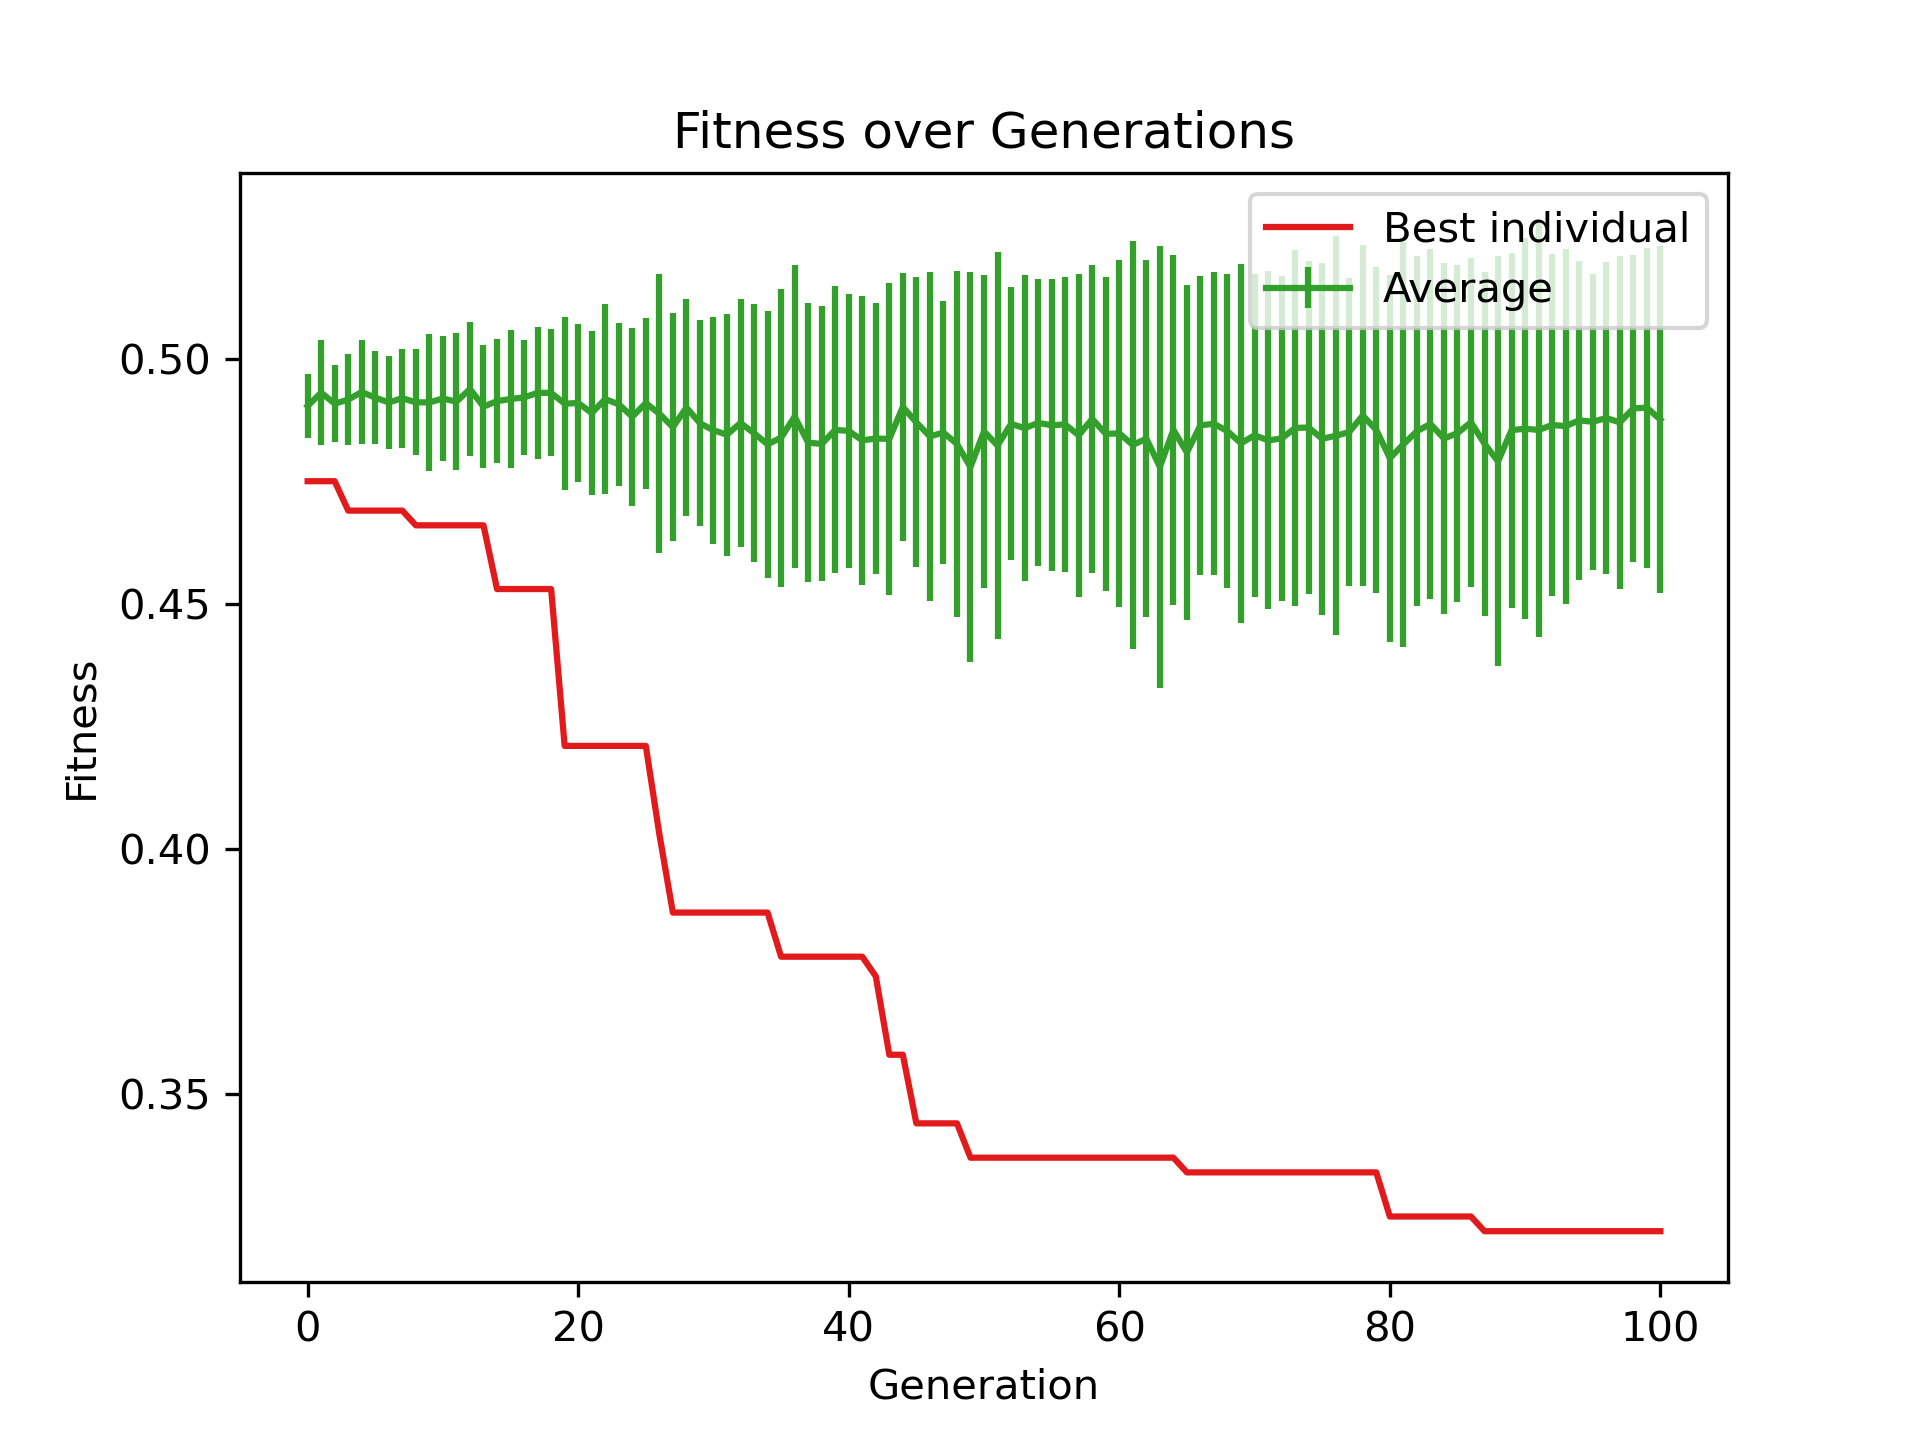 Fitness over Generations
Best individual
Average
0.50
0.45
0.40
0.35
Fitness
0 20 40 60 80 100
Generation